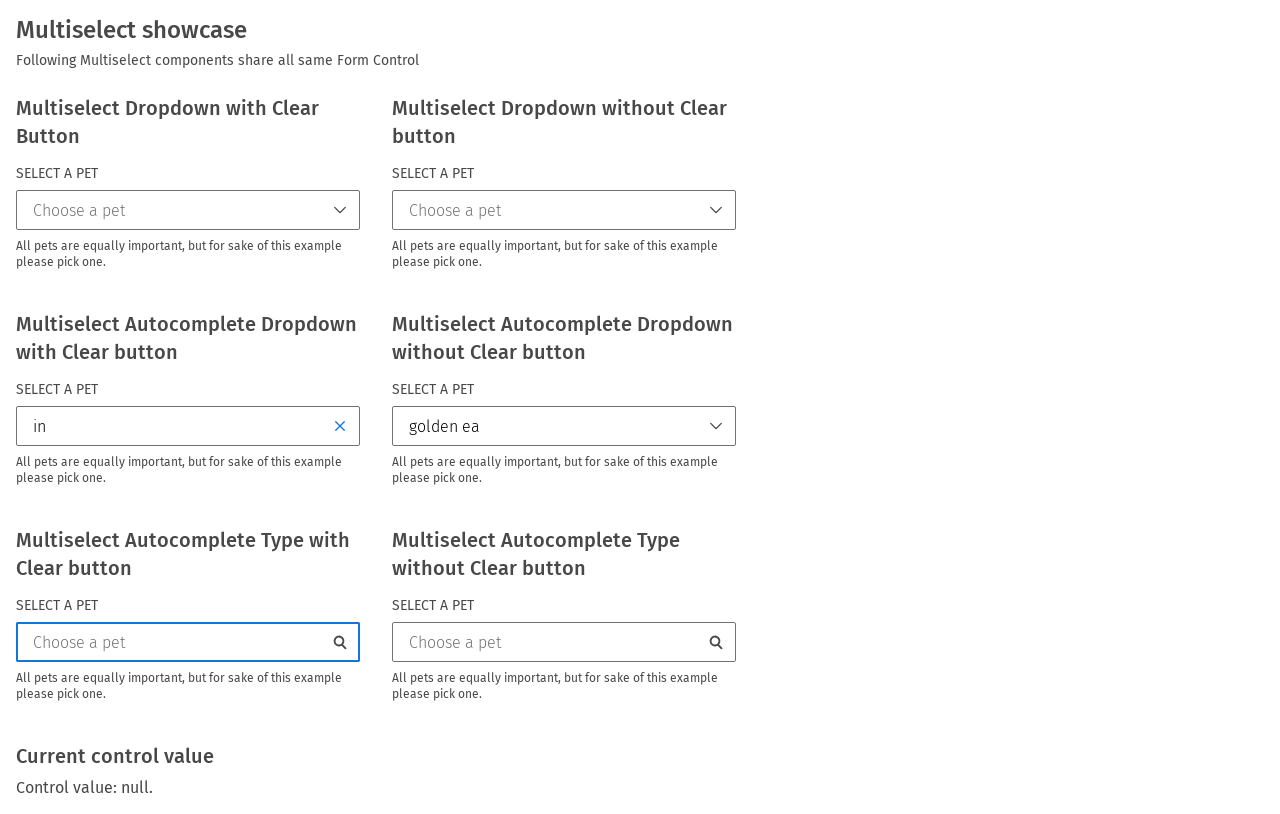 Multiselect showcase
Following Multiselect components share all same Form Control
Multiselect Dropdown with Clear
Button
SELECT A PET
Choose a pet
All pets are equally important, but for sake of this example
please pick one.
Multiselect Dropdown without Clear
button
SELECT A PET
Choose a pet
All pets are equally important, but for sake of this example
please pick one.
Multiselect Autocomplete Dropdown
with Clear button
SELECT A PET
in
All pets are equally important, but for sake of this example
please pick one.
Multiselect Autocomplete Dropdown
without Clear button
SELECT A PET
golden ea
All pets are equally important, but for sake of this example
please pick one.
Multiselect Autocomplete Type with
Clear button
SELECT A PET
Choose a pet
All pets are equally important, but for sake of this example
please pick one.
Multiselect Autocomplete Type
without Clear button
SELECT A PET
Choose a pet
All pets are equally important, but for sake of this example
please pick one.
Current control value
Control value: null.